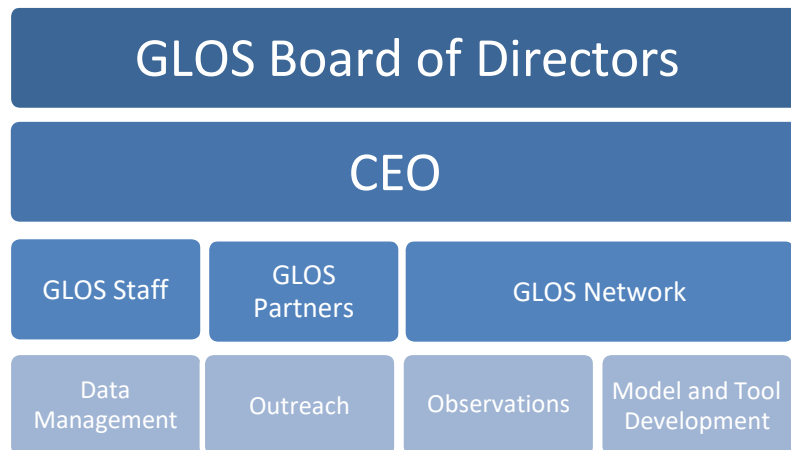 GLOS Board of Directors
CEO
GLOS Staff
GLOS
Partners
GLOS Network
Data
Management
Outreach
Observations
Model and Tool
Development